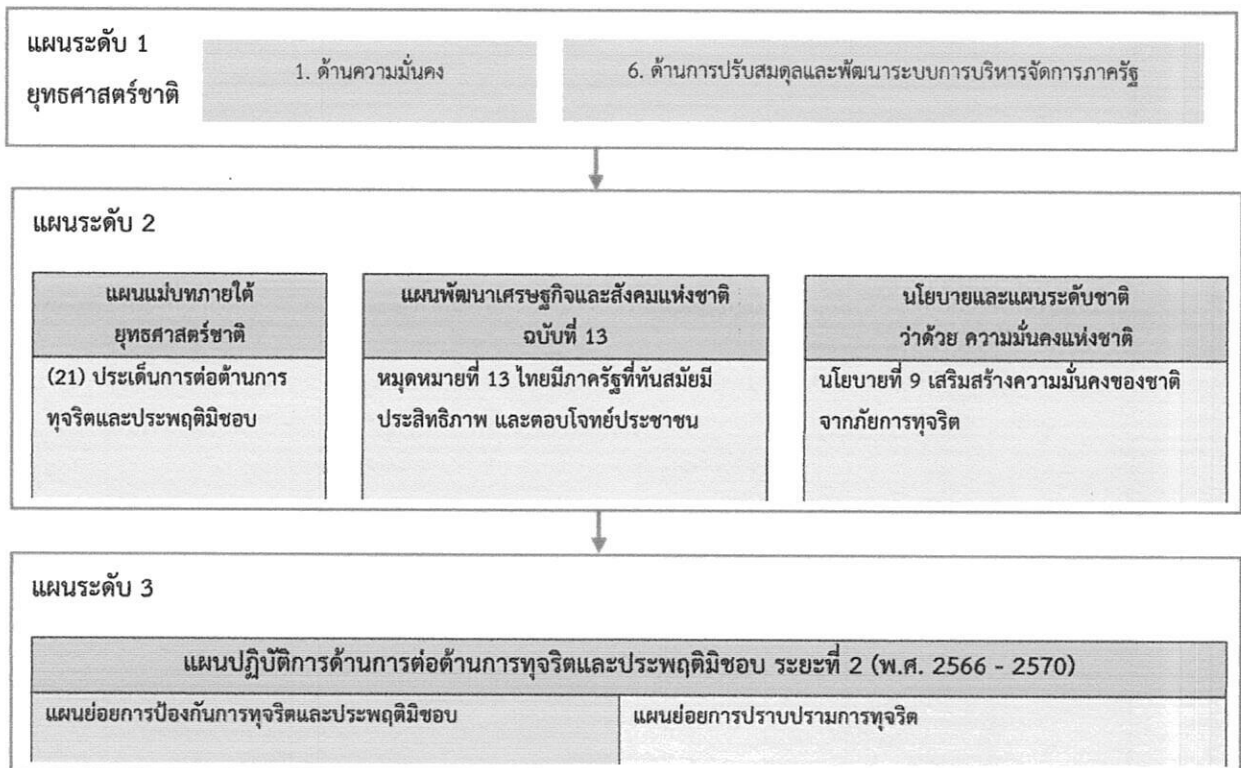 แผนระดับ 1
ยุทธศาสตร์ชาติ
1. ด้านความมั่นคง
6. ด้านการปรับสมดุลและพัฒนาระบบการบริหารจัดการภาครัฐ
แผนระดับ 2
แผนแม่บทภายใต้
ยุทธศาสตร์ชาติ
(21) ประเด็นการต่อต้านการ
ทุจริตและประพฤติมิชอบ
แผนพัฒนาเศรษฐกิจและสังคมแห่งชาติ
ฉบับที่ 13
หมุดหมายที่ 13 ไทยมีภาครัฐที่ทันสมัยมี
ประสิทธิภาพ และตอบโจทย์ประชาชน
นโยบายและแผนระดับชาติ
ว่าด้วย ความมั่นคงแห่งชาติ
นโยบายที่ 9 เสริมสร้างความมั่นคงของชาติ
จากภัยการทุจริต
แผนระดับ 3
แผนปฏิบัติการด้านการต่อต้านการทุจริตและประพฤติมิชอบ ระยะที่ 2 (พ.ศ. 2566 - 2570)
แผนย่อยการป้องกันการทุจริตและประพฤติมิชอบ
แผนย่อยการปราบปรามการทุจริต